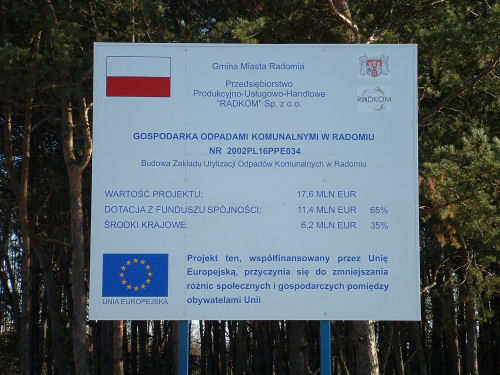 Gmina Miasta Radomia
Przedsiębiorstwo
Produkcyjno-Usługowo-Handlowe
"RADKOM" Sp. z o.o.
RADKOM
GOSPODARKA ODPADAMI KOMUNALNYMI W RADOMIU
NR 2002PL16PPE034
Budowa Zakładu Utylizacji Odpadów Komunalnych w Radomiu
WARTOŚĆ PROJEKTU: 17,6 MLN EUR
DOTACJA Z FUNDUSZU SPÓJNOŚCI: 11,4 MLN EUR 65%
ŚRODKI KRAJOWE: 6,2 MLN EUR 35%
Projekt ten, współfinansowany przez Unię
Europejską, przyczynia się do zmniejszania
różnic społecznych i gospodarczych pomiędzy
obywatelami Unii
UNIA EUROPEJSKA